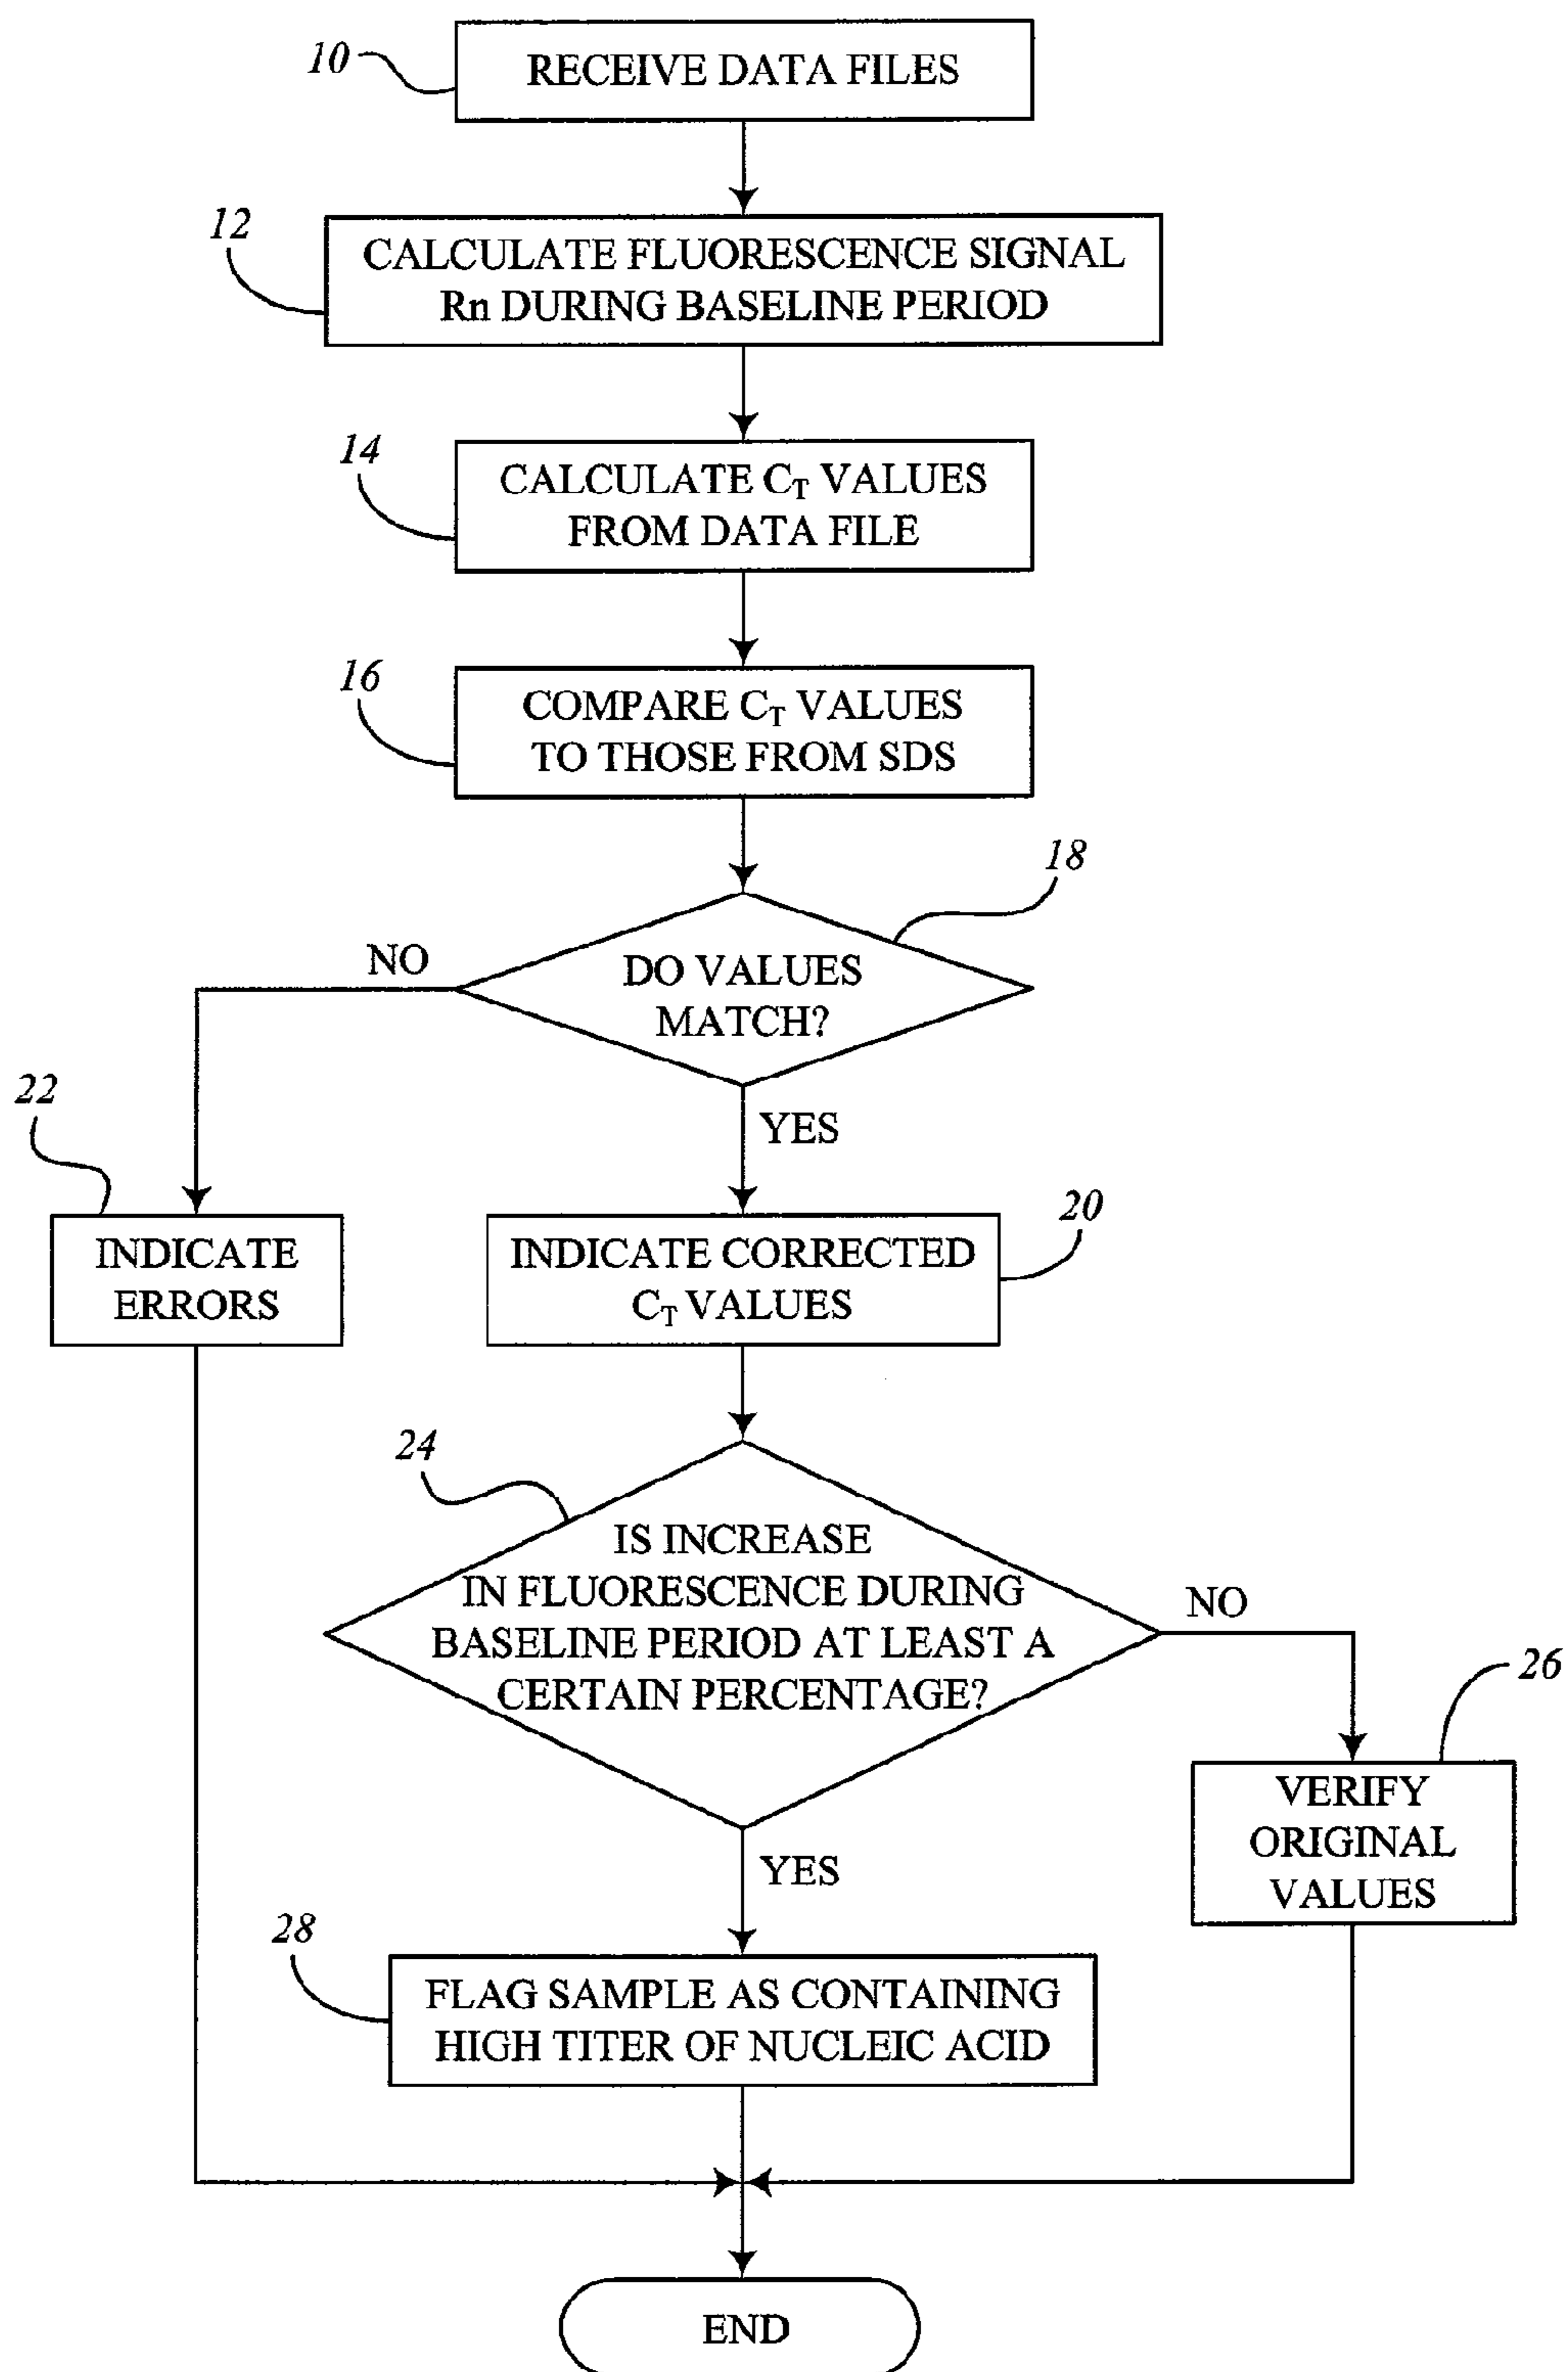 10
RECEIVE DATA FILES
12
CALCULATE FLUORESCENCE SIGNAL
Rn DURING BASELINE PERIOD
14
CALCULATE CT VALUES
FROM DATA FILE
16
COMPARE CT VALUES
TO THOSE FROM SDS
18
NO
DO VALUES
MATCH?
22
YES
INDICATE
ERRORS
20
INDICATE CORRECTED
CT VALUES
24
IS INCREASE
IN FLUORESCENCE DURING
BASELINE PERIOD AT LEAST A
CERTAIN PERCENTAGE?
NO
26
VERIFY
ORIGINAL
VALUES
YES
28
FLAG SAMPLE AS CONTAINING
HIGH TITER OF NUCLEIC ACID
END